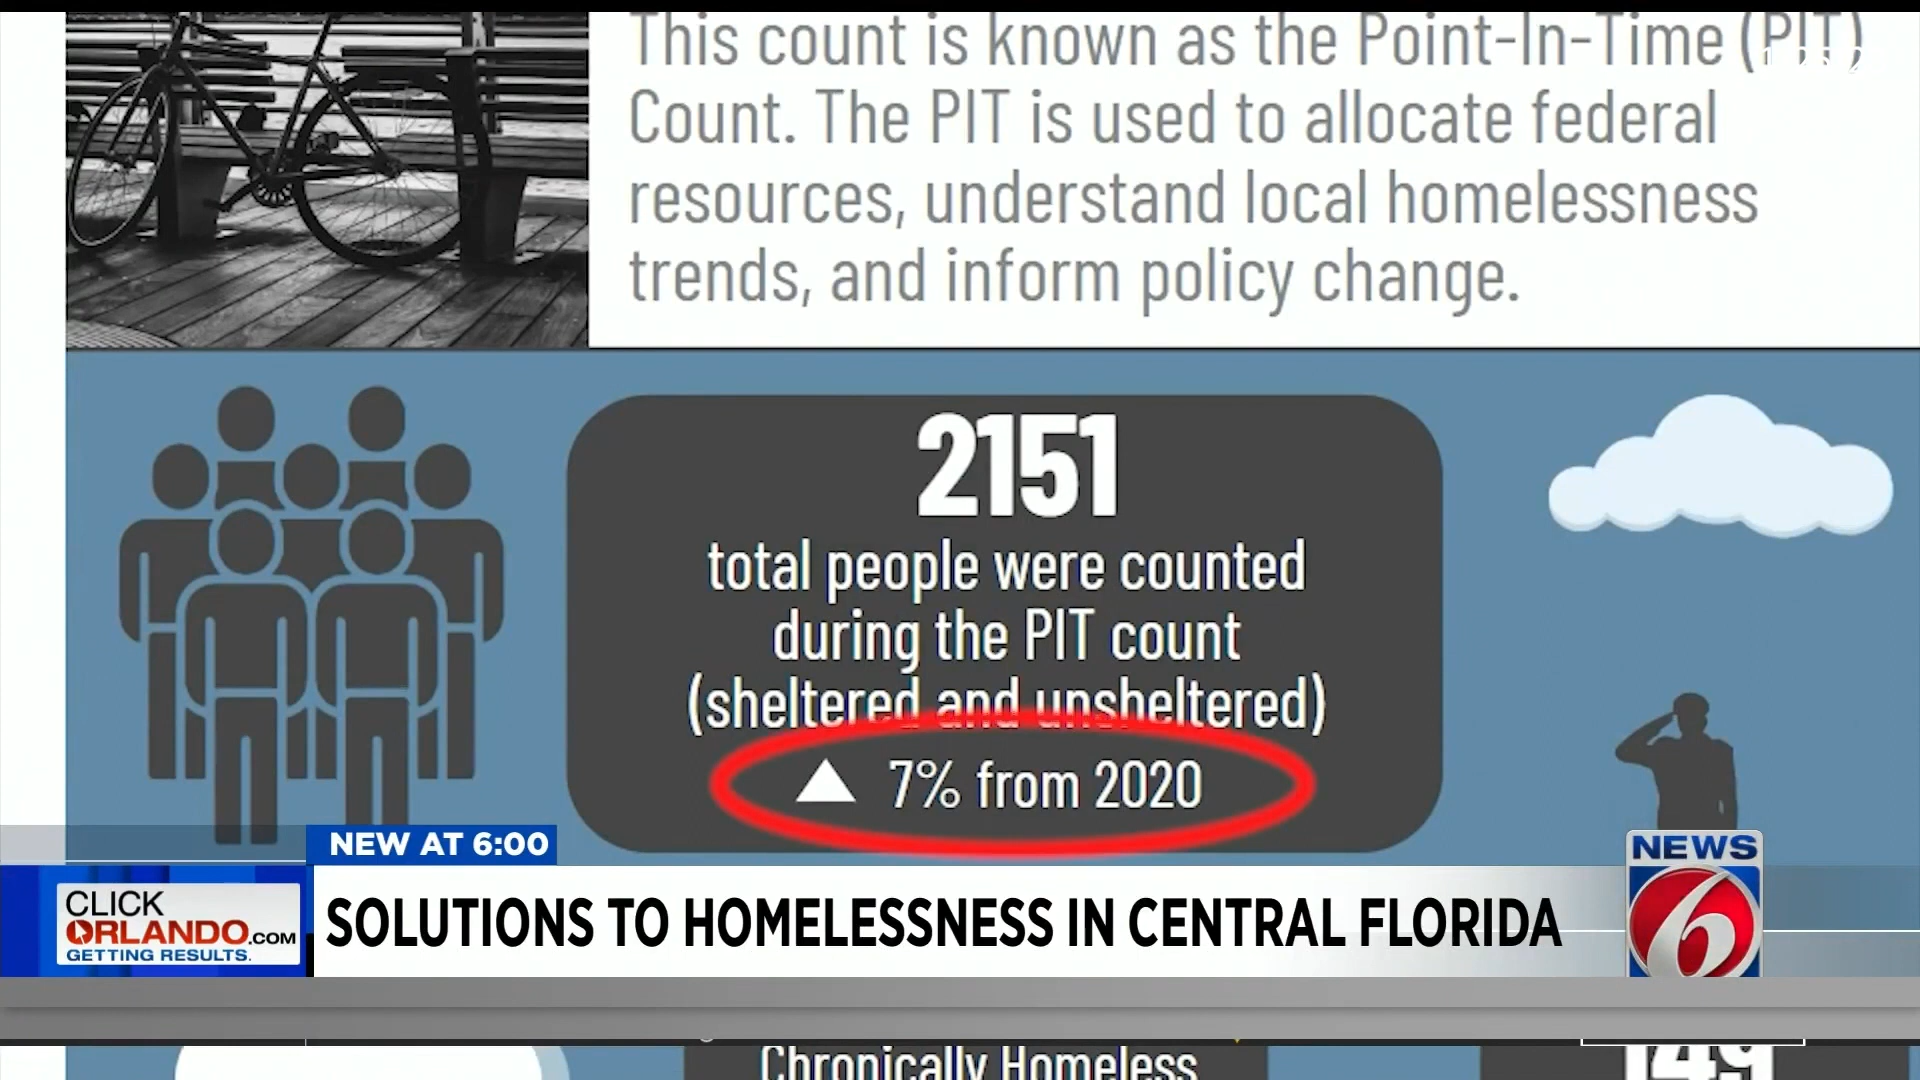 This count is known as the Point-In-Time (PIT)
Count. The PIT is used to allocate federal
resources, understand local homelessness
trends, and inform policy change.
2151
total people were counted
during the PIT count
(sheltered and unsheltered)
7% from 2020
NEW AT 6:00
CLICK
ORLANDO.COM
GETTING RESULTS.
SOLUTIONS TO HOMELESSNESS IN CENTRAL FLORIDA
NEWS
6
Chronically Homeless
149